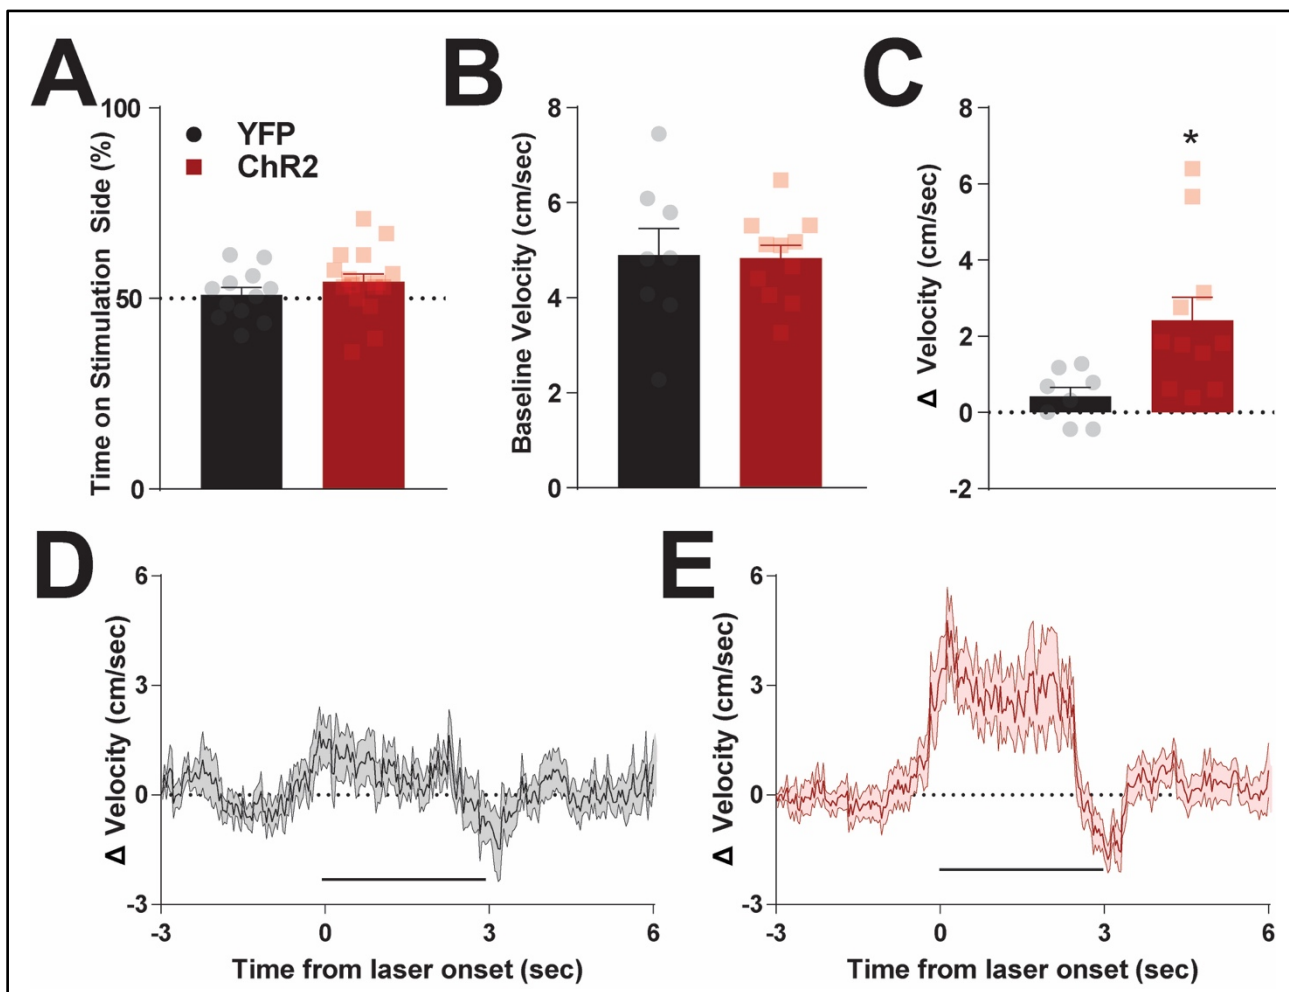 A
B
C
Time on Stimulation Side (%)
100
50
0
YFP
ChR2
Baseline Velocity (cm/sec)
8
6
4
2
0
Δ Velocity (cm/sec)
8
6
4
2
0
-2
*
D
E
Δ Velocity (cm/sec)
6
3
0
-3
-3 0 3 6
Time from laser onset (sec)
Δ Velocity (cm/sec)
6
3
0
-3
-3 0 3 6
Time from laser onset (sec)